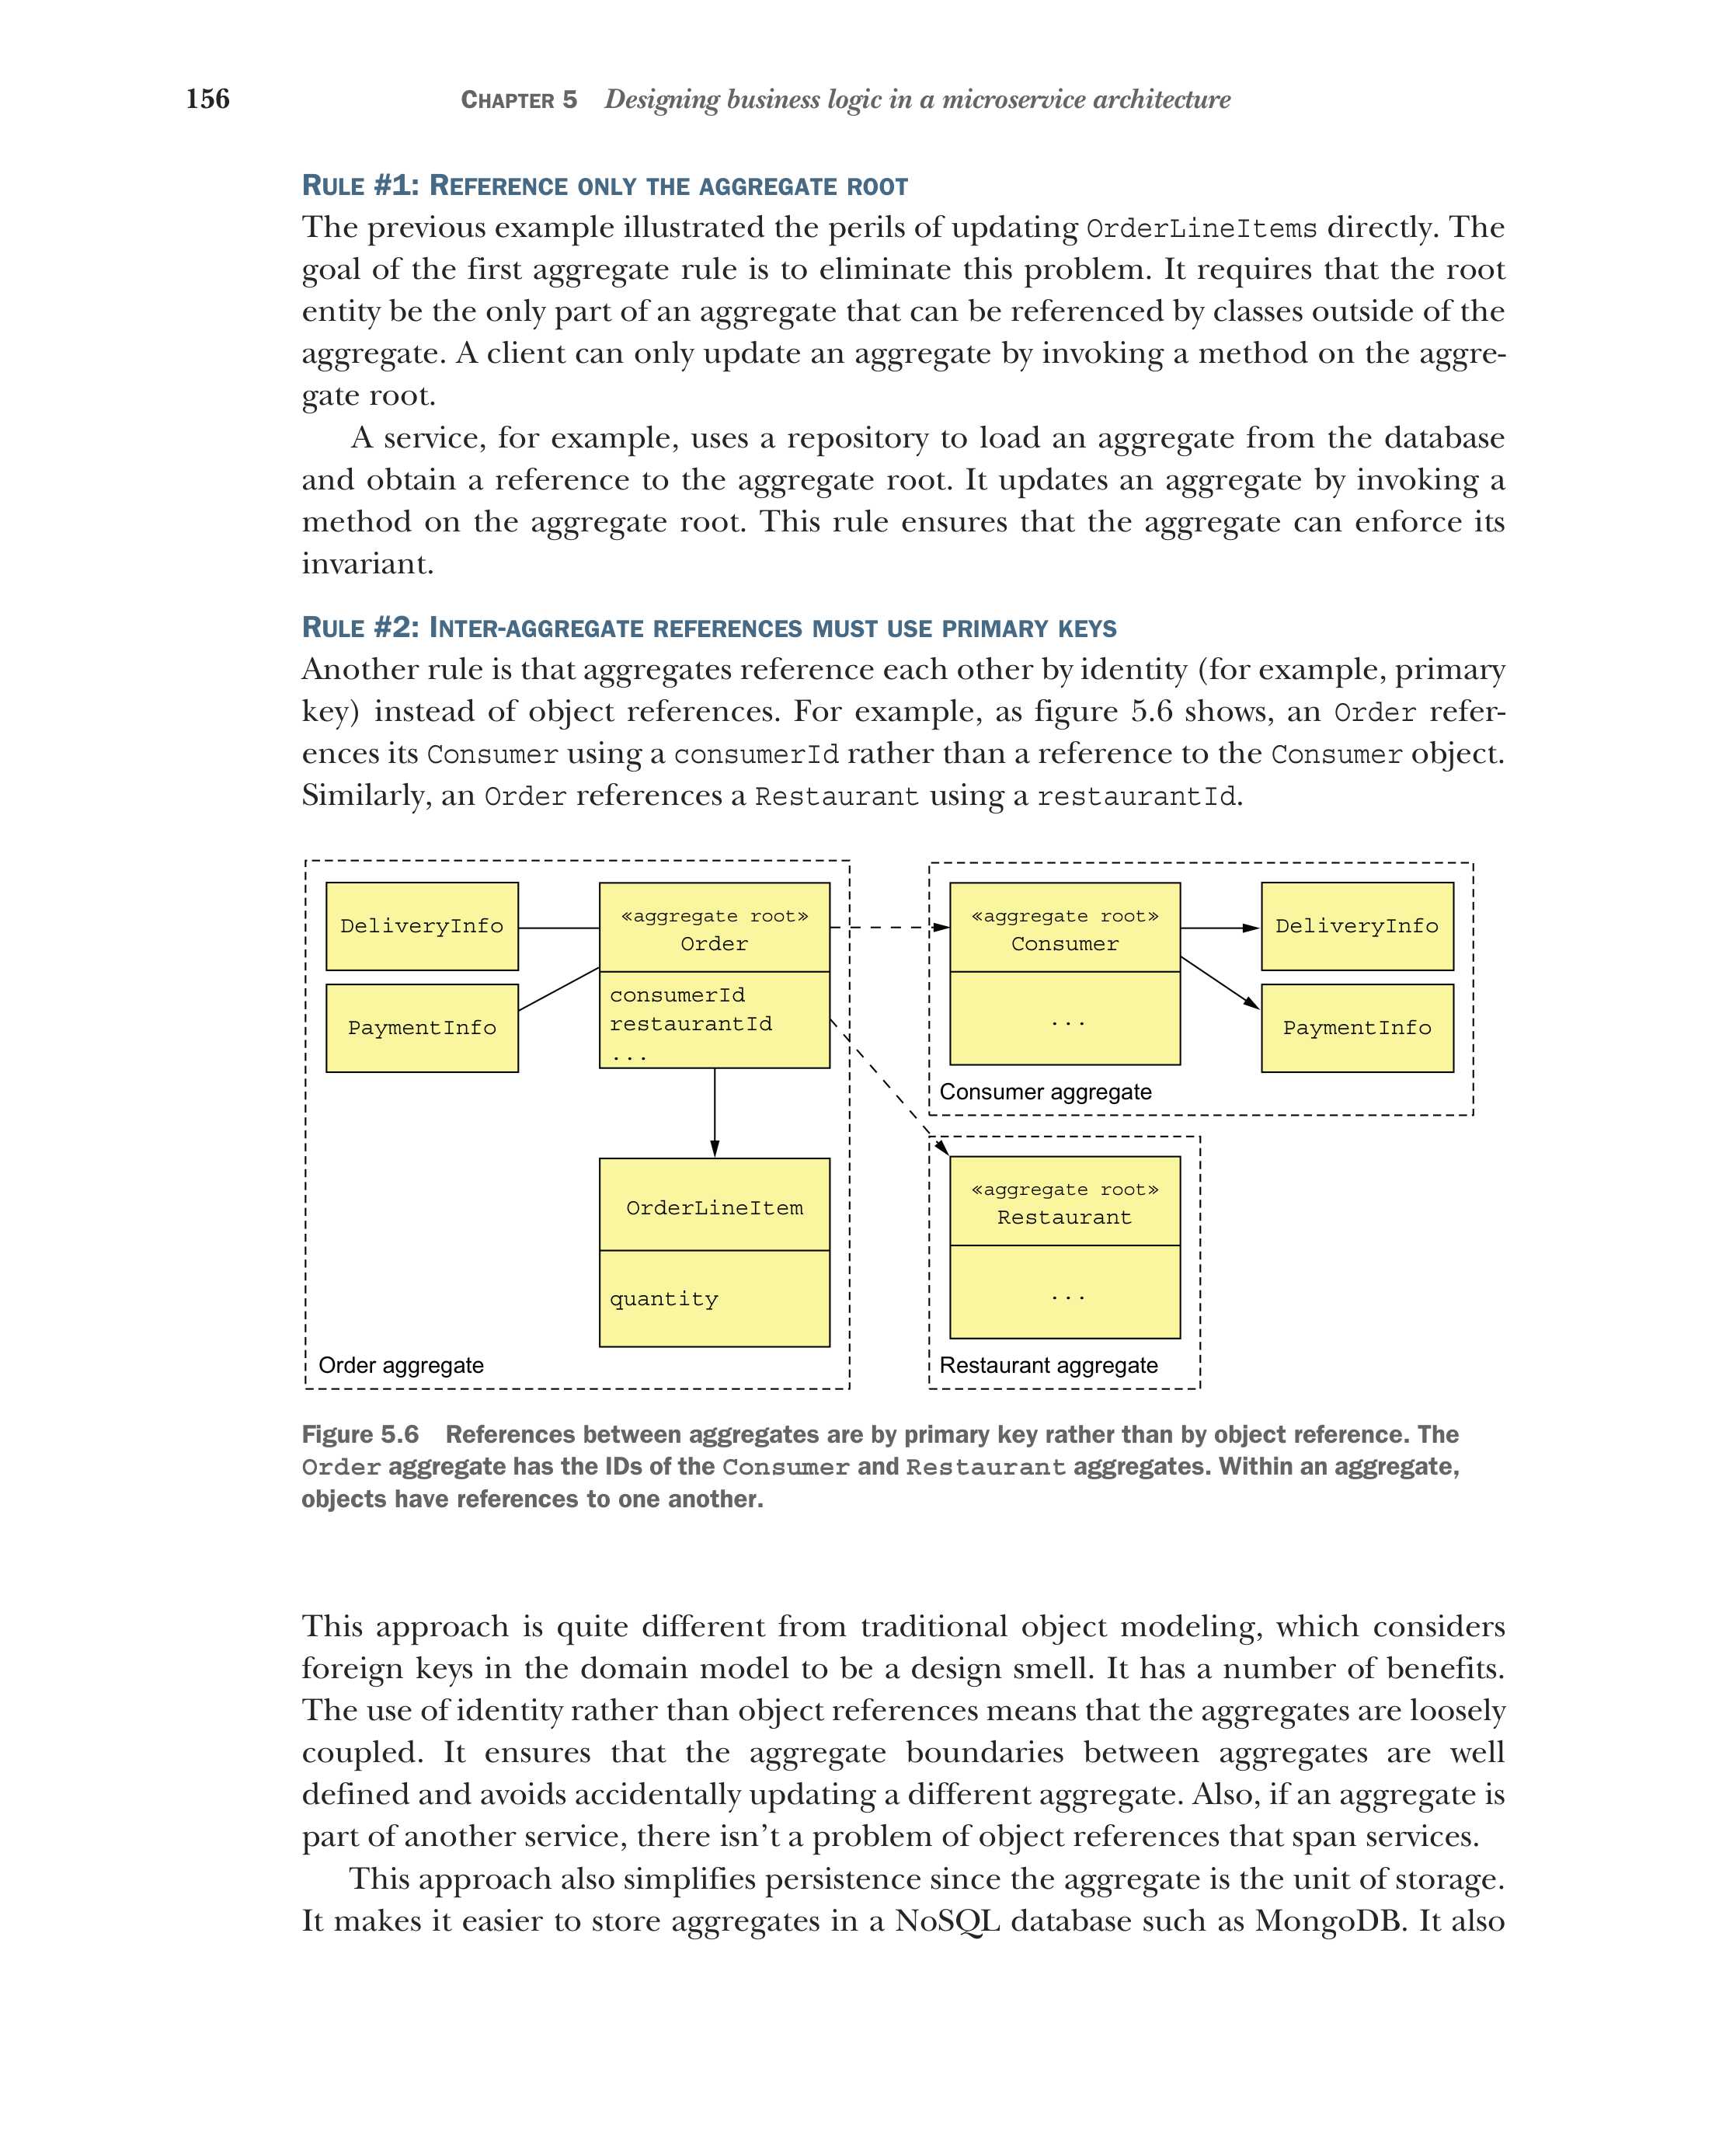 156 CHAPTER 5 Designing business logic in a microservice architecture
RULE #1: REFERENCE ONLY THE AGGREGATE ROOT
The previous example illustrated the perils of updating OrderLineItems directly. The
goal of the first aggregate rule is to eliminate this problem. It requires that the root
entity be the only part of an aggregate that can be referenced by classes outside of the
aggregate. A client can only update an aggregate by invoking a method on the aggre-
gate root.
A service, for example, uses a repository to load an aggregate from the database
and obtain a reference to the aggregate root. It updates an aggregate by invoking a
method on the aggregate root. This rule ensures that the aggregate can enforce its
invariant.
RULE #2: INTER-AGGREGATE REFERENCES MUST USE PRIMARY KEYS
Another rule is that aggregates reference each other by identity (for example, primary
key) instead of object references. For example, as figure 5.6 shows, an Order refer-
ences its Consumer using a consumerId rather than a reference to the Consumer object.
Similarly, an Order references a Restaurant using a restaurantId.
DeliveryInfo
PaymentInfo
«aggregate root»
Order
consumerId
restaurantId
...
OrderLineItem
quantity
Order aggregate
«aggregate root»
Consumer
...
DeliveryInfo
PaymentInfo
Consumer aggregate
«aggregate root»
Restaurant
...
Restaurant aggregate
Figure 5.6 References between aggregates are by primary key rather than by object reference. The
Order aggregate has the IDs of the Consumer and Restaurant aggregates. Within an aggregate,
objects have references to one another.
This approach is quite different from traditional object modeling, which considers
foreign keys in the domain model to be a design smell. It has a number of benefits.
The use of identity rather than object references means that the aggregates are loosely
coupled. It ensures that the aggregate boundaries between aggregates are well
defined and avoids accidentally updating a different aggregate. Also, if an aggregate is
part of another service, there isn't a problem of object references that span services.
This approach also simplifies persistence since the aggregate is the unit of storage.
It makes it easier to store aggregates in a NoSQL database such as MongoDB. It also